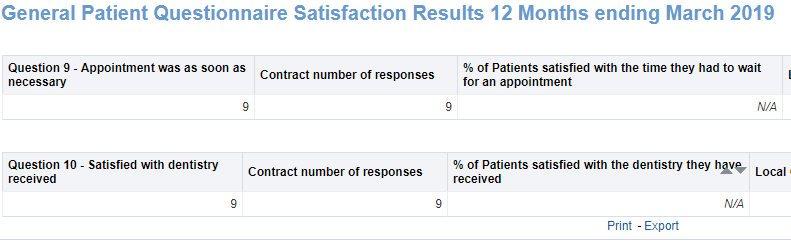 General Patient Questionnaire Satisfaction Results 12 Months ending March 2019
Question 9 - Appointment was as soon as necessary Contract number of responses % of Patients satisfied with the time they had to wait for an appointment
9 9 N/A
Question 10 - Satisfied with dentistry received Contract number of responses % of Patients satisfied with the dentistry they have received Local
9 9 N/A
Print - Export